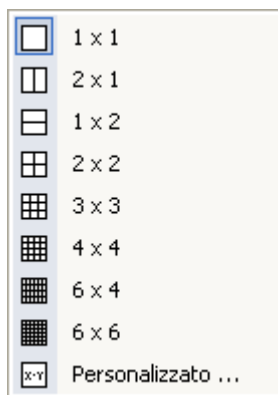 1 x 1
2 x 1
1 x 2
2 x 2
3 x 3
4 x 4
6 x 4
6 x 6
X-Y Personalizzato ...